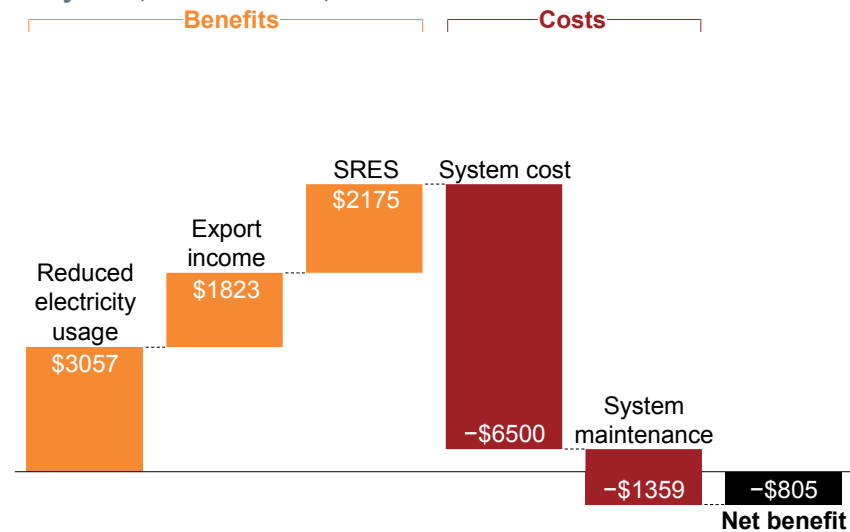 Benefits
Costs
SRES
$2175
System cost
Export
income
$1823
Reduced
electricity
usage
$3057
−$6500
System
maintenance
−$1359
−$805
Net benefit